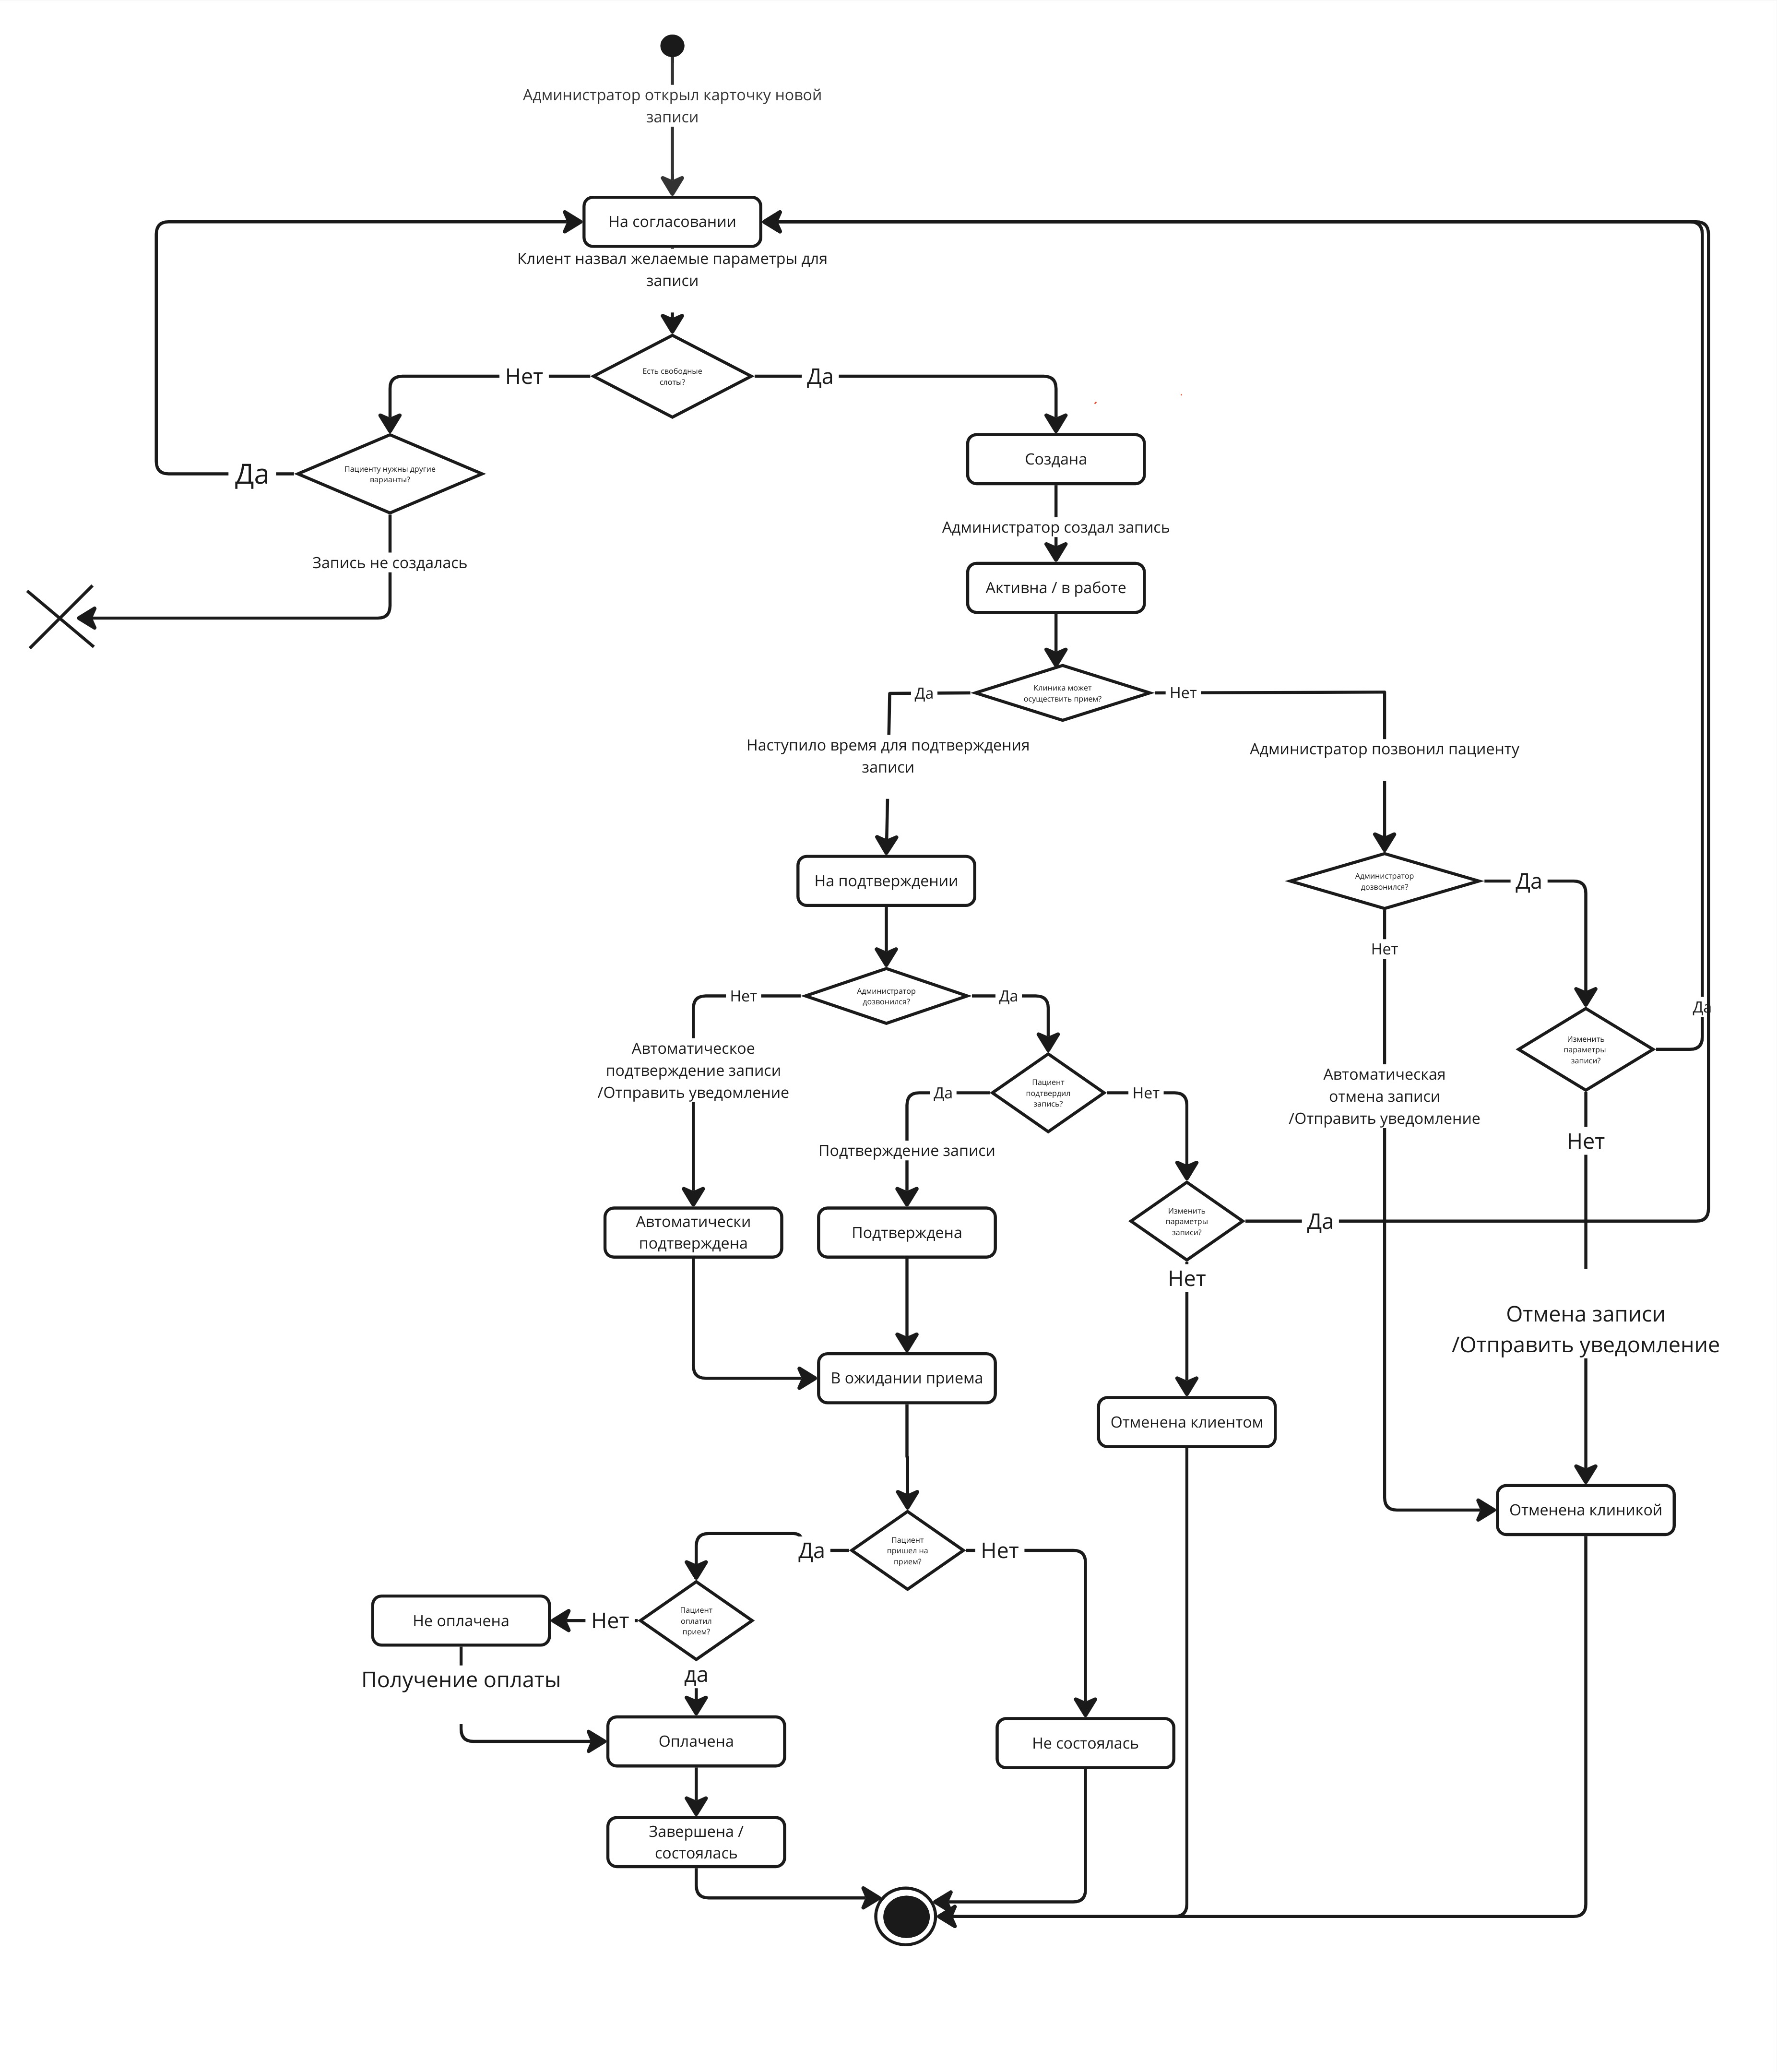 Администратор открыл карточку новой
записи
На согласовании
Клиент назвал желаемые параметры для
записи
Есть свободные
слоты?
Нет
Да
Пациенту нужны другие
варианты?
Да
Создана
Администратор создал запись
Запись не создалась
Активна / в работе
Клиника может
осуществить прием?
Да
Нет
Наступило время для подтверждения
записи
Администратор позвонил пациенту
На подтверждении
Администратор
дозвонился?
Да
Нет
Администратор
дозвонился?
Нет
Да
Изменить
параметры
записи?
Да
Автоматическое
подтверждение записи
/Отправить уведомление
Пациент
подтвердил
запись?
Да
Нет
Автоматическая
отмена записи
/Отправить уведомление
Нет
Подтверждение записи
Автоматически
подтверждена
Подтверждена
Изменить
параметры
записи?
Да
Нет
Отмена записи
/Отправить уведомление
В ожидании приема
Отменена клиентом
Отменена клиникой
Пациент
пришел на
прием?
Да
Нет
Пациент
оплатил
прием?
Нет
Не оплачена
да
Получение оплаты
Оплачена
Не состоялась
Завершена /
состоялась